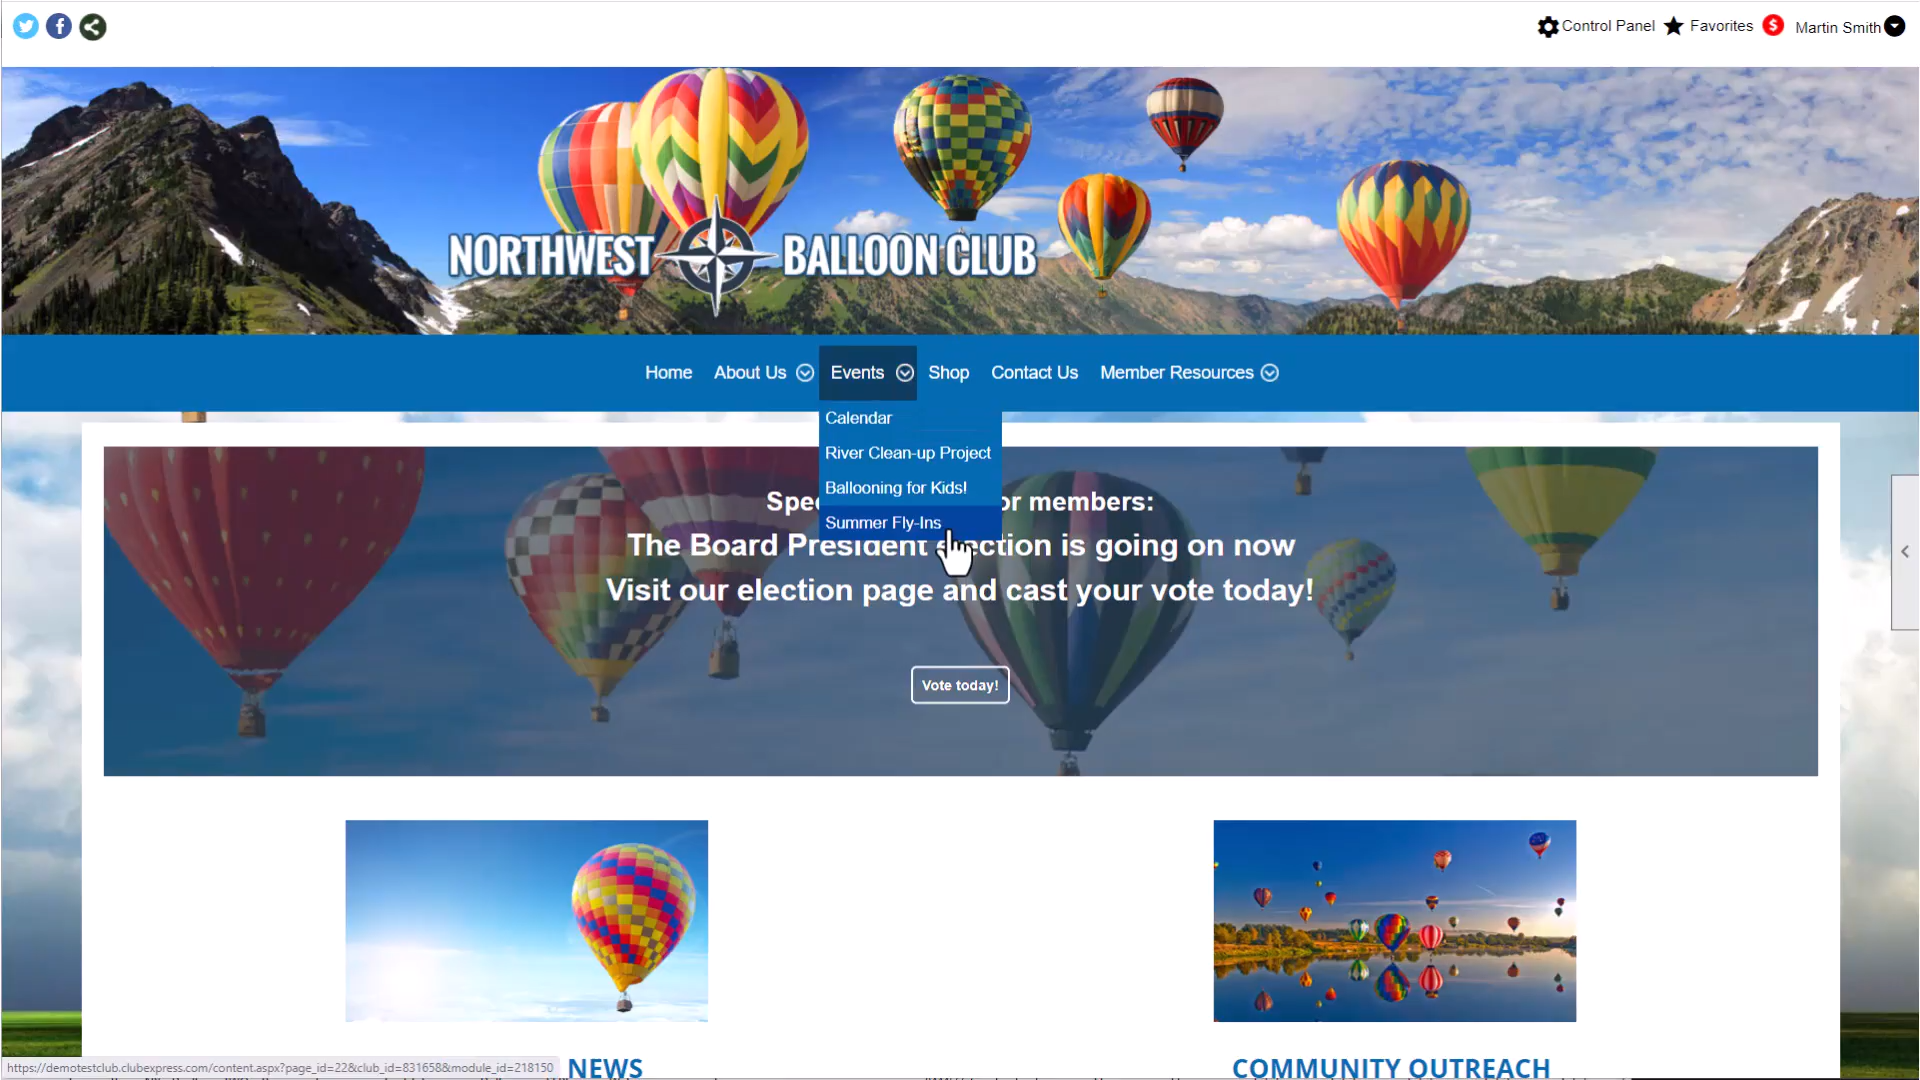 Control Panel Favorites $ Martin Smith
NORTHWEST BALLOON CLUB
Home About Us Events Shop Contact Us Member Resources
Calendar
River Clean-up Project
Ballooning for Kids!
Summer Fly-Ins
or members:
The Board President election is going on now
Visit our election page and cast your vote today!
Vote today!
NEWS
COMMUNITY OUTREACH
https://demotestclub.clubexpress.com/content.aspx?page_id=22&club_id=831658&module_id=218150